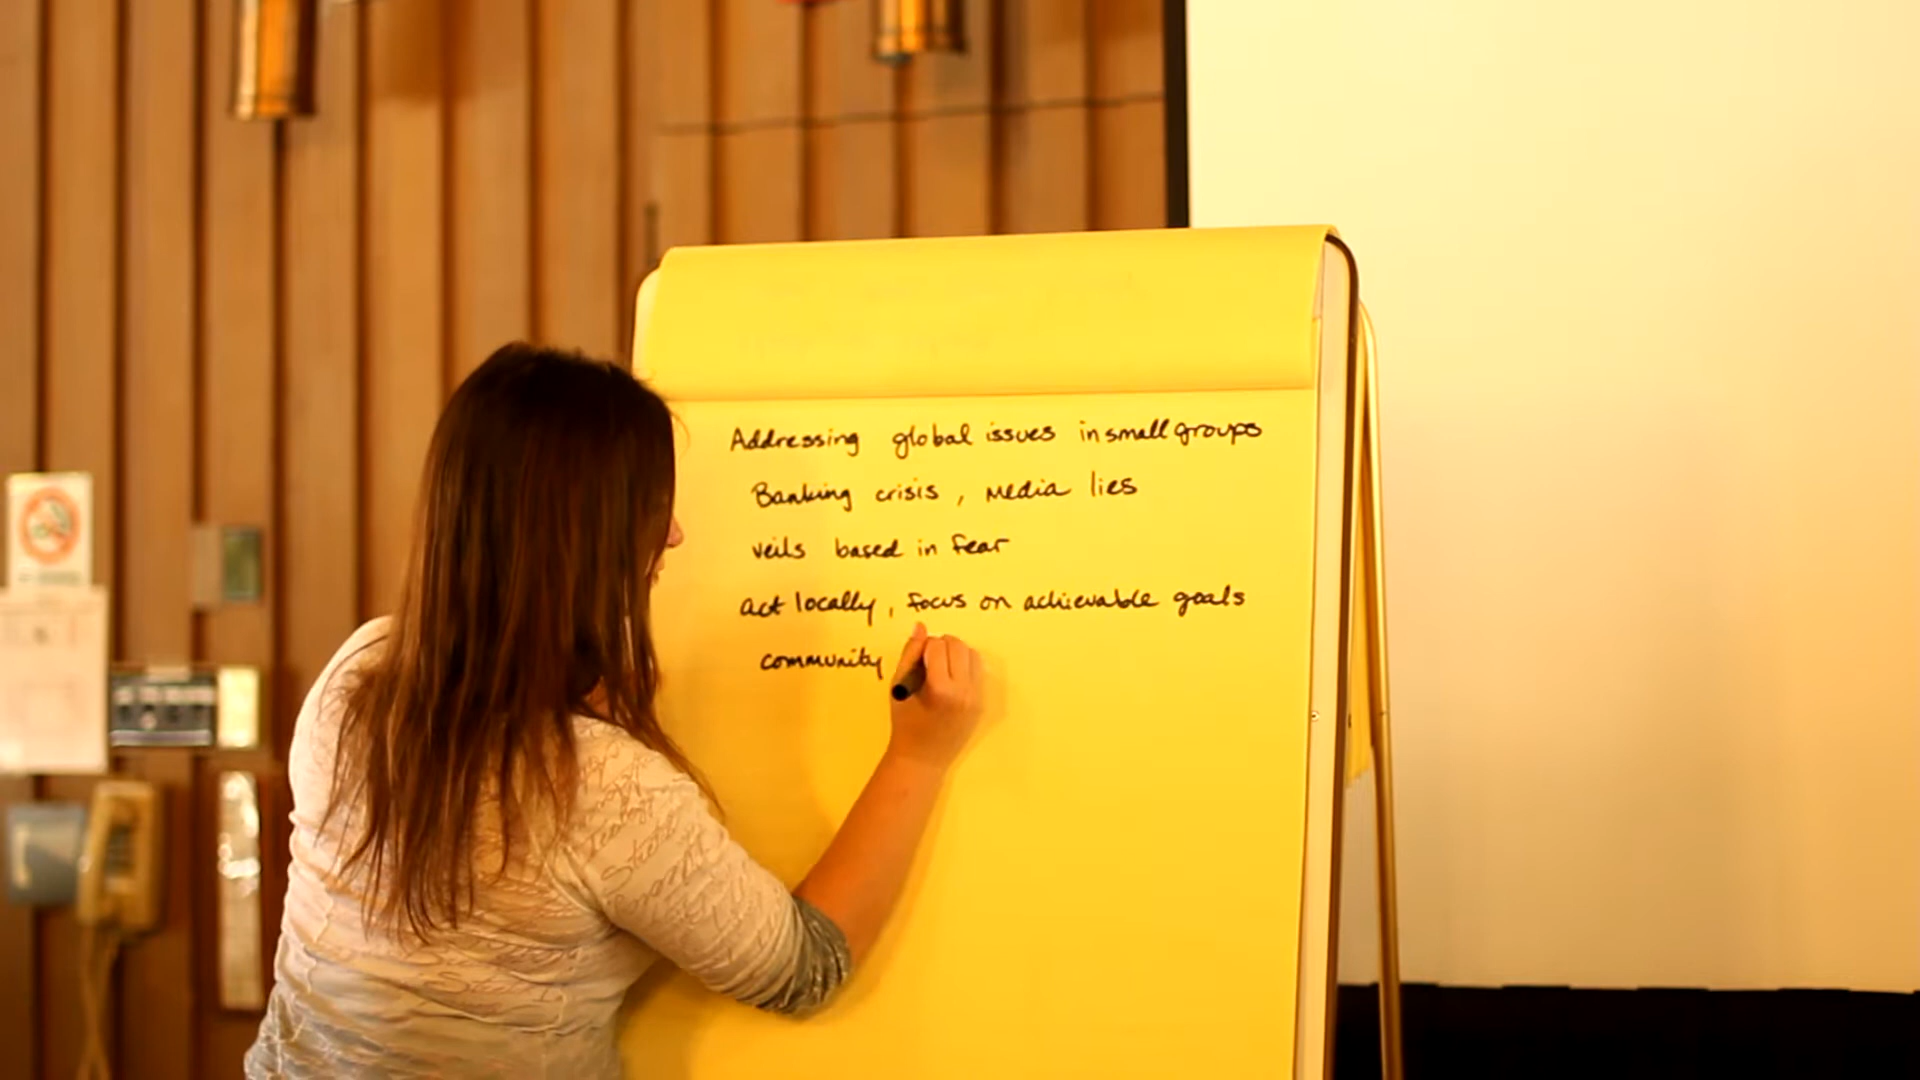 Addressing global issues in small groups
Banking crisis, media lies
veils based in fear
act locally, focus on achievable goals
community